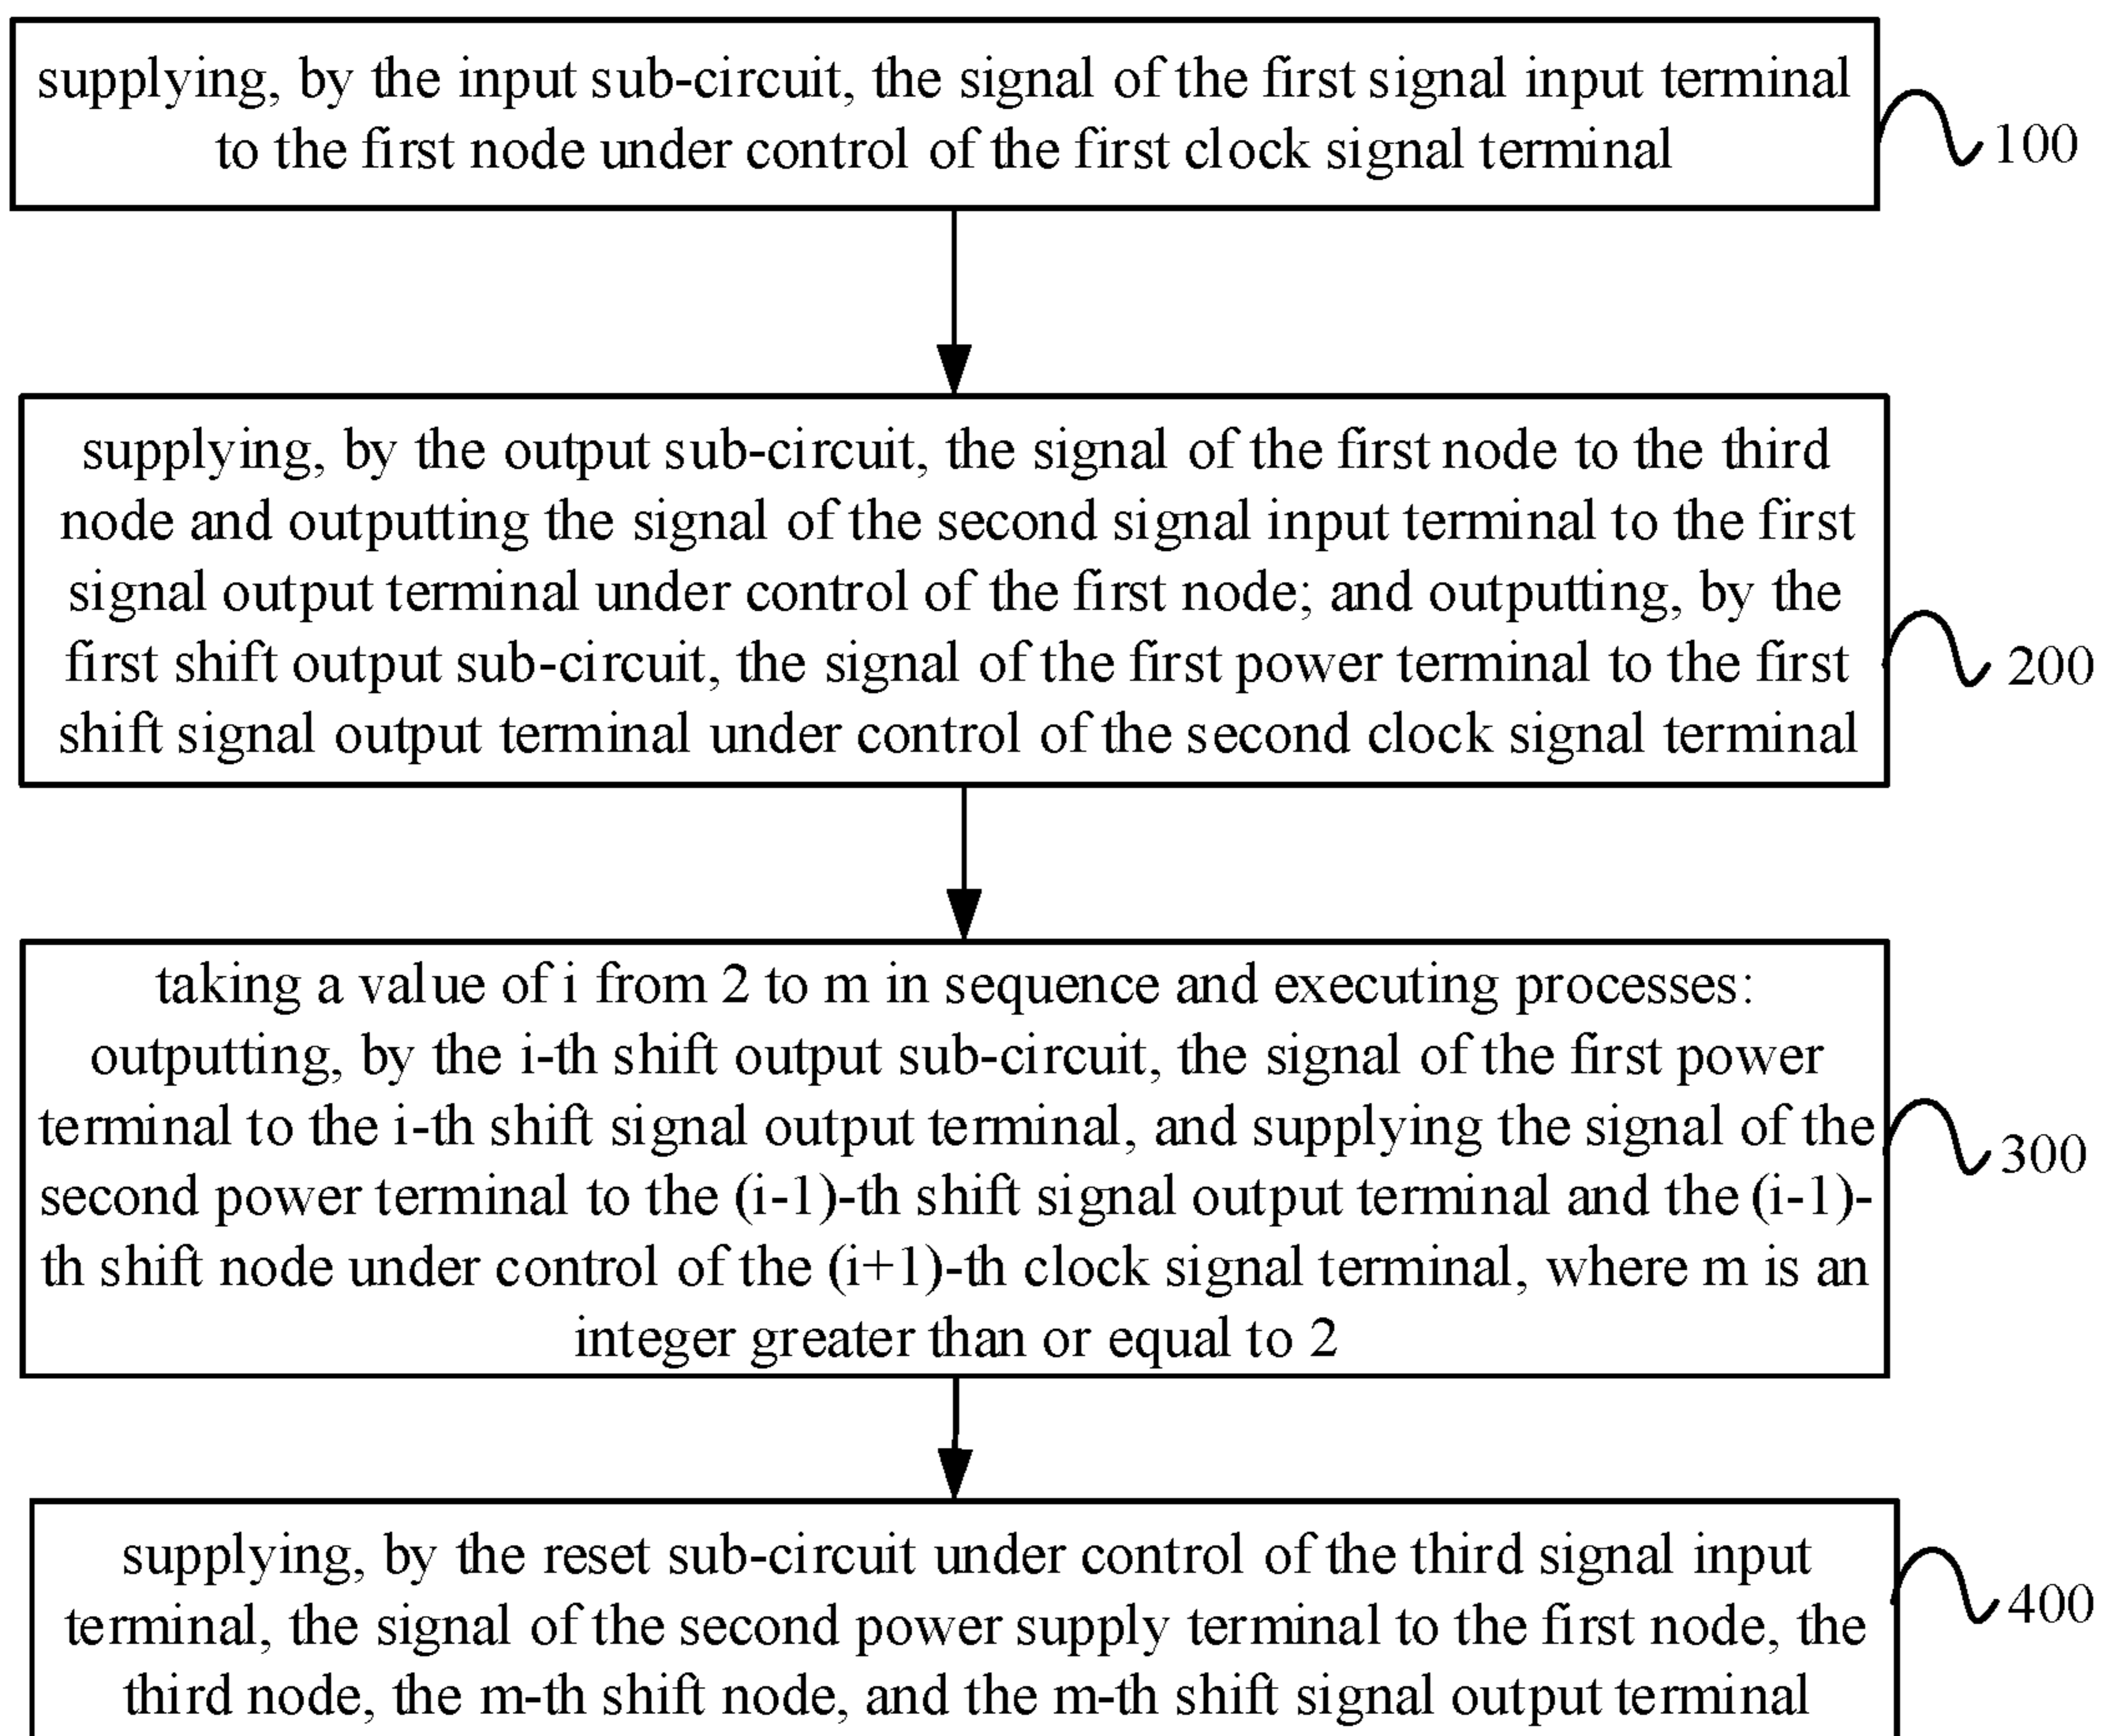 supplying, by the input sub-circuit, the signal of the first signal input terminal
to the first node under control of the first clock signal terminal
100
supplying, by the output sub-circuit, the signal of the first node to the third
node and outputting the signal of the second signal input terminal to the first
signal output terminal under control of the first node; and outputting, by the
first shift output sub-circuit, the signal of the first power terminal to the first
shift signal output terminal under control of the second clock signal terminal
200
taking a value of i from 2 to m in sequence and executing processes:
outputting, by the i-th shift output sub-circuit, the signal of the first power
terminal to the i-th shift signal output terminal, and supplying the signal of the
second power terminal to the (i-1)-th shift signal output terminal and the (i-1)-
th shift node under control of the (i+1)-th clock signal terminal, where m is an
integer greater than or equal to 2
300
supplying, by the reset sub-circuit under control of the third signal input
terminal, the signal of the second power supply terminal to the first node, the
third node, the m-th shift node, and the m-th shift signal output terminal
400